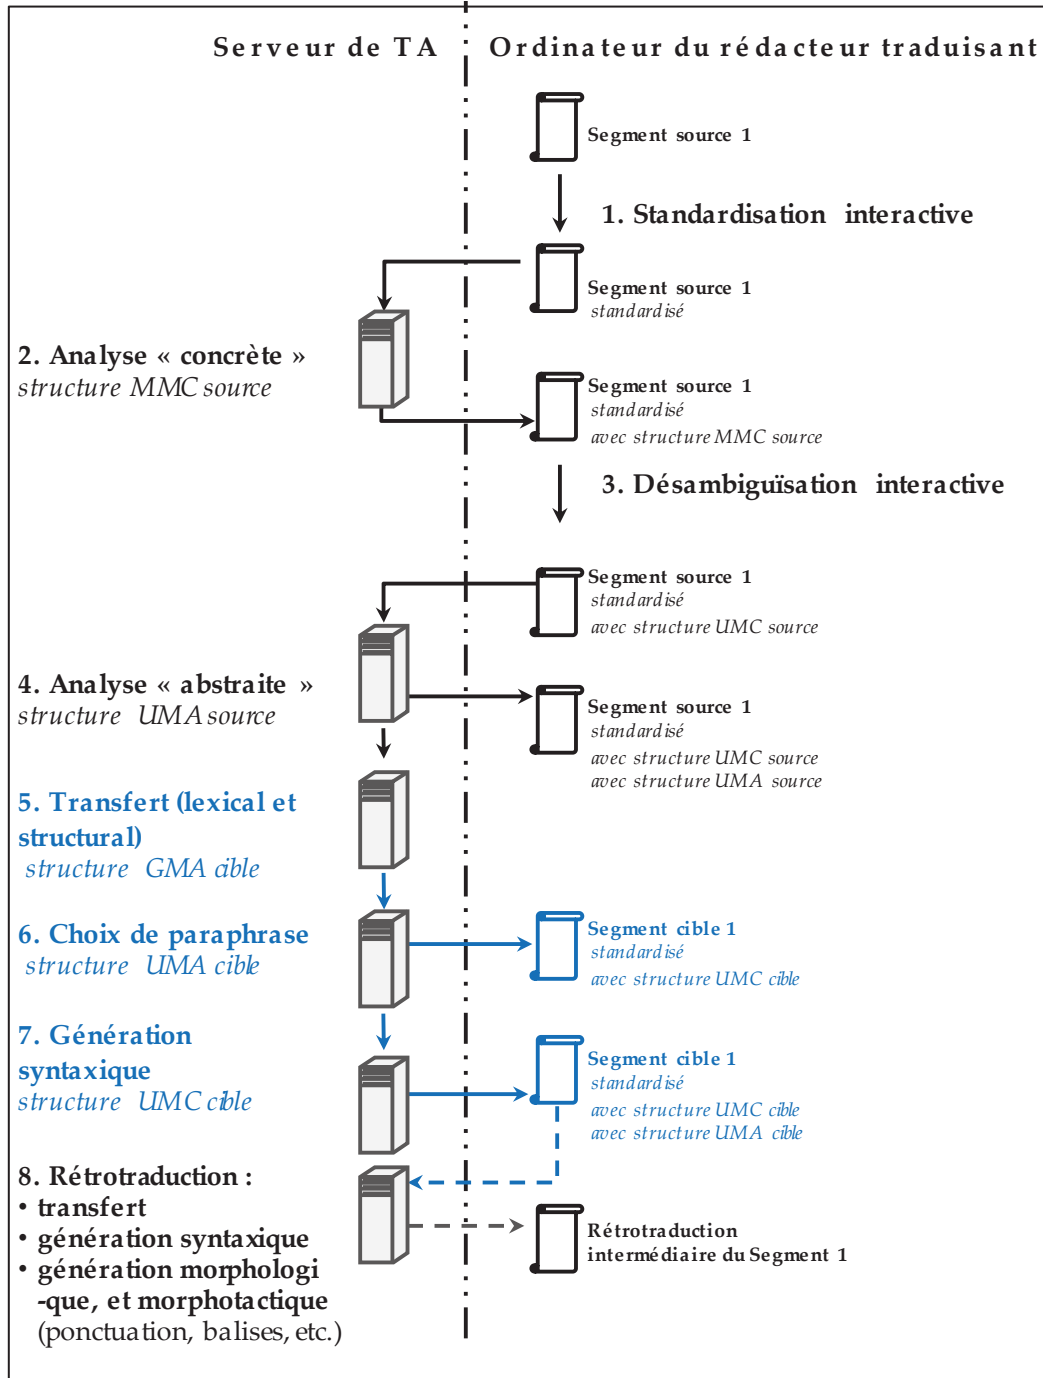 Serveur de TA
Ordinateur du rédacteur traduisant
Segment source 1
1. Standardisation interactive
Segment source 1
standardisé
2. Analyse « concrète »
structure MMC source
Segment source 1
standardisé
avec structure MMC source
3. Désambiguïsation interactive
Segment source 1
standardisé
avec structure UMC source
4. Analyse « abstraite »
structure UMA source
Segment source 1
standardisé
avec structure UMC source
avec structure UMA source
5. Transfert (lexical et
structural)
structure GMA cible
6. Choix de paraphrase
structure UMA cible
Segment cible 1
standardisé
avec structure UMC cible
7. Génération
syntaxique
structure UMC cible
Segment cible 1
standardisé
avec structure UMC cible
avec structure UMA cible
8. Rétrotraduction :
• transfert
• génération syntaxique
• génération morphologi
-que, et morphotactique
(ponctuation, balises, etc.)
Rétrotraduction
intermédiaire du Segment 1